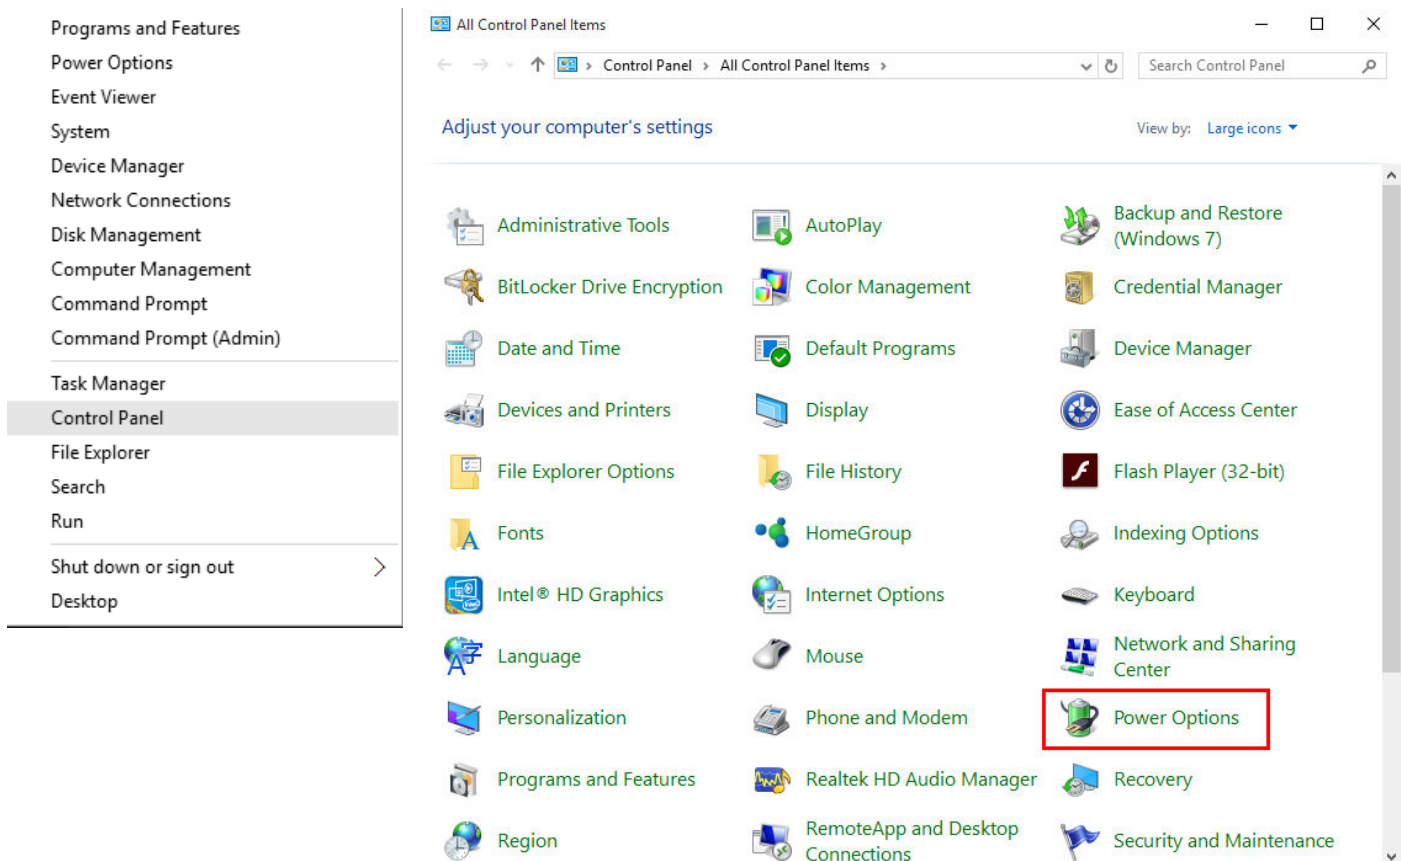 Programs and Features
Power Options
Event Viewer
System
Device Manager
Network Connections
Disk Management
Computer Management
Command Prompt
Command Prompt (Admin)
Task Manager
Control Panel
File Explorer
Search
Run
Shut down or sign out
Desktop
All Control Panel Items
Control Panel > All Control Panel Items >
Search Control Panel
Adjust your computer's settings
View by: Large icons
Administrative Tools
AutoPlay
Backup and Restore
(Windows 7)
BitLocker Drive Encryption
Color Management
Credential Manager
Date and Time
Default Programs
Device Manager
Devices and Printers
Display
Ease of Access Center
File Explorer Options
File History
Flash Player (32-bit)
Fonts
HomeGroup
Indexing Options
Intel® HD Graphics
Internet Options
Keyboard
Language
Mouse
Network and Sharing
Center
Personalization
Phone and Modem
Power Options
Programs and Features
Realtek HD Audio Manager
Recovery
Region
RemoteApp and Desktop
Connections
Security and Maintenance